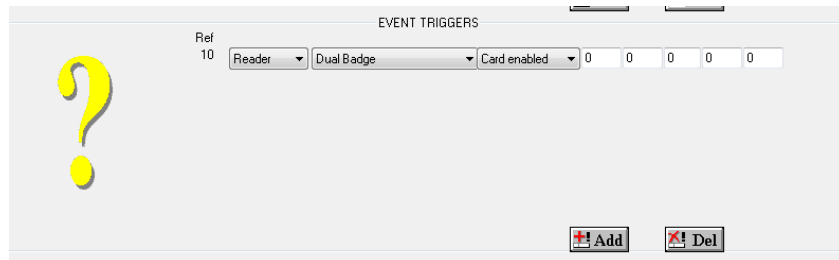 EVENT TRIGGERS
Ref
10 Reader Dual Badge Card enabled 0 0 0 0 0
Add Del